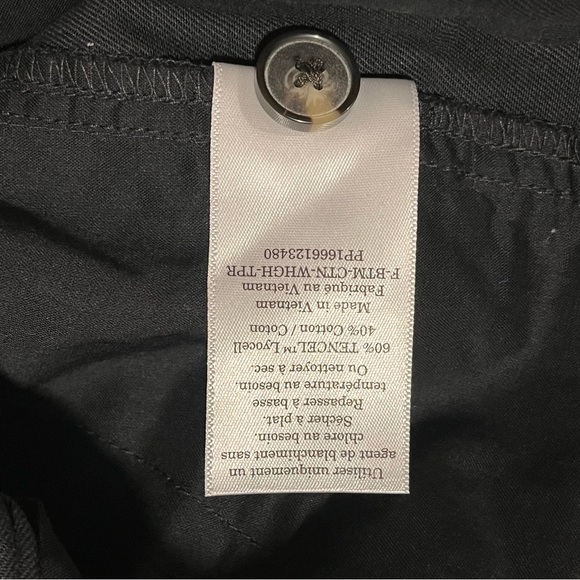 Utiliser uniquement un
agent de blanchiment sans
chlore au besoin.
Sécher à plat.
Repasser à basse
température au besoin.
Ou nettoyer à sec.
60% TENCEL™ Lyocell
40% Cotton / Coton
Made in Vietnam
Fabriqué au Vietnam
F-BTM-CTN-WHGH-TPR
PP1666123480